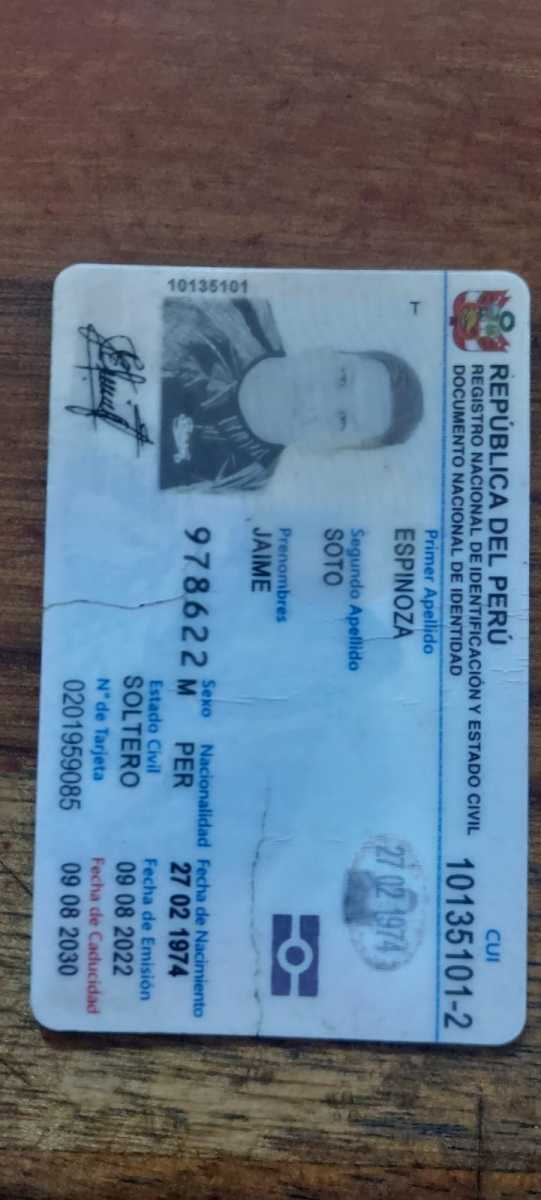 REPÚBLICA DEL PERÚ
REGISTRO NACIONAL DE IDENTIFICACIÓN Y ESTADO CIVIL
DOCUMENTO NACIONAL DE IDENTIDAD
CUI
10135101-2
T
Primer Apellido
ESPINOZA
27 02 1974
Segundo Apellido
SOTO
Prenombres
JAIME
Sexo Nacionalidad Fecha de Nacimiento
978622 M PER 27 02 1974
Estado Civil Fecha de Emisión
SOLTERO 09 08 2022
N° de Tarjeta Fecha de Caducidad
0201959085 09 08 2030
10135101